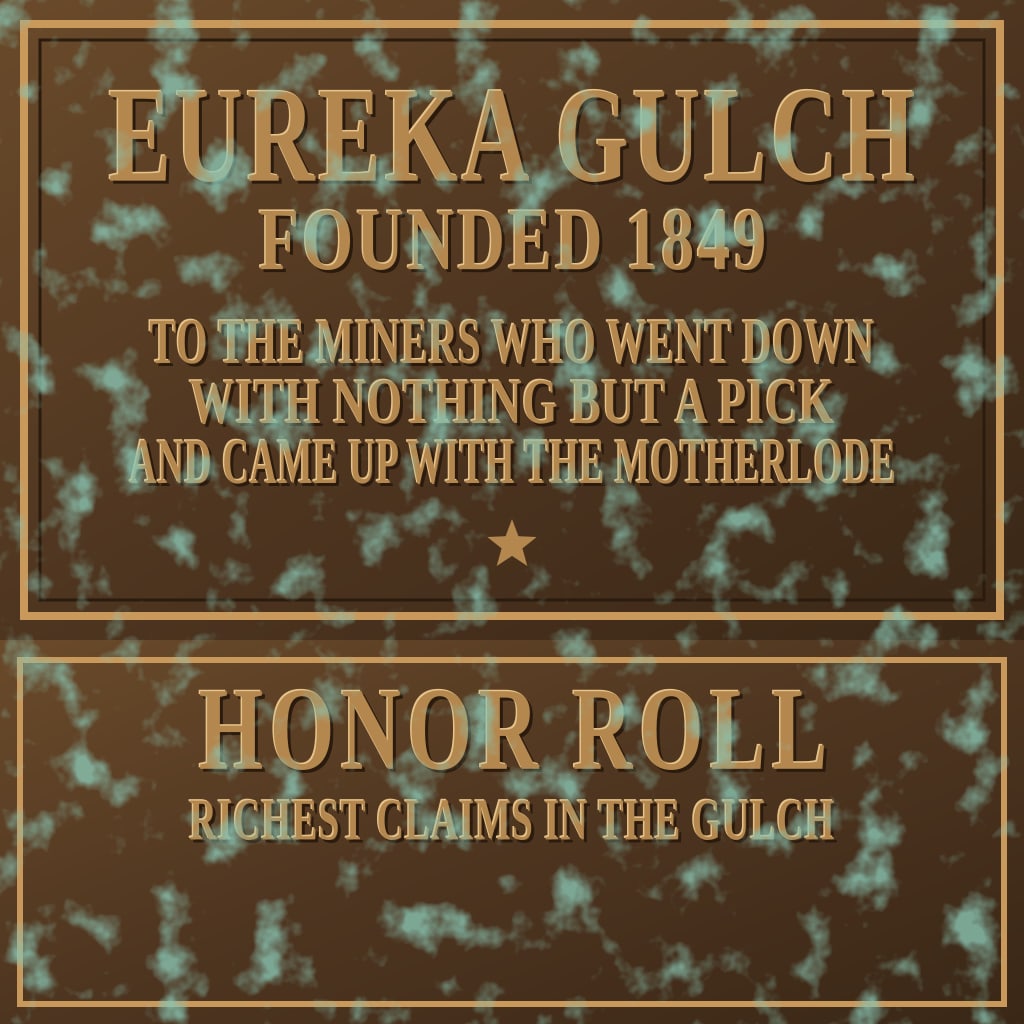 EUREKA GULCH
FOUNDED 1849
TO THE MINERS WHO WENT DOWN
WITH NOTHING BUT A PICK
AND CAME UP WITH THE MOTHERLODE
HONOR ROLL
RICHEST CLAIMS IN THE GULCH